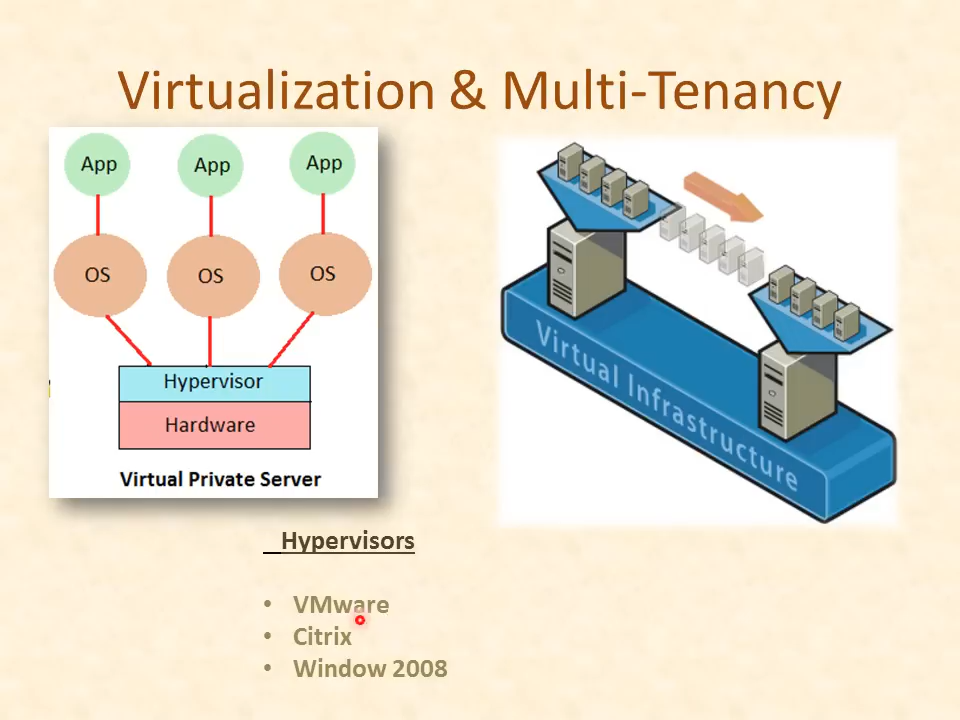 Virtualization & Multi-Tenancy
App App App
OS OS OS
Hypervisor
Hardware
Virtual Private Server
Virtual Infrastructure
Hypervisors
• VMware
• Citrix
• Window 2008